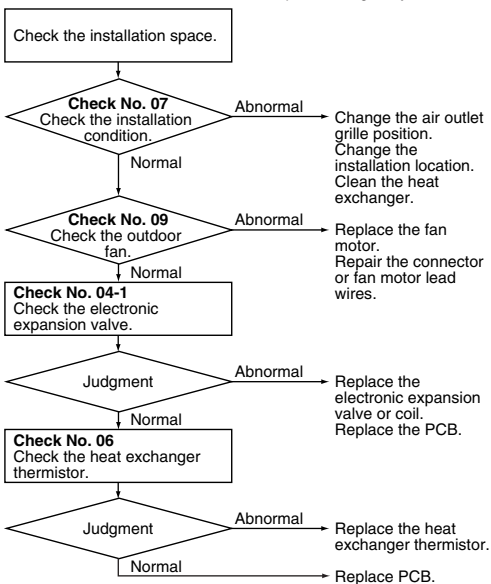 Check the installation space.
Check No. 07
Check the installation
condition.
Abnormal
Change the air outlet
grille position.
Change the
installation location.
Clean the heat
exchanger.
Normal
Check No. 09
Check the outdoor
fan.
Abnormal
Replace the fan
motor.
Repair the connector
or fan motor lead
wires.
Normal
Check No. 04-1
Check the electronic
expansion valve.
Judgment
Abnormal
Replace the
electronic expansion
valve or coil.
Replace the PCB.
Normal
Check No. 06
Check the heat exchanger
thermistor.
Judgment
Abnormal
Replace the heat
exchanger thermistor.
Normal
Replace PCB.